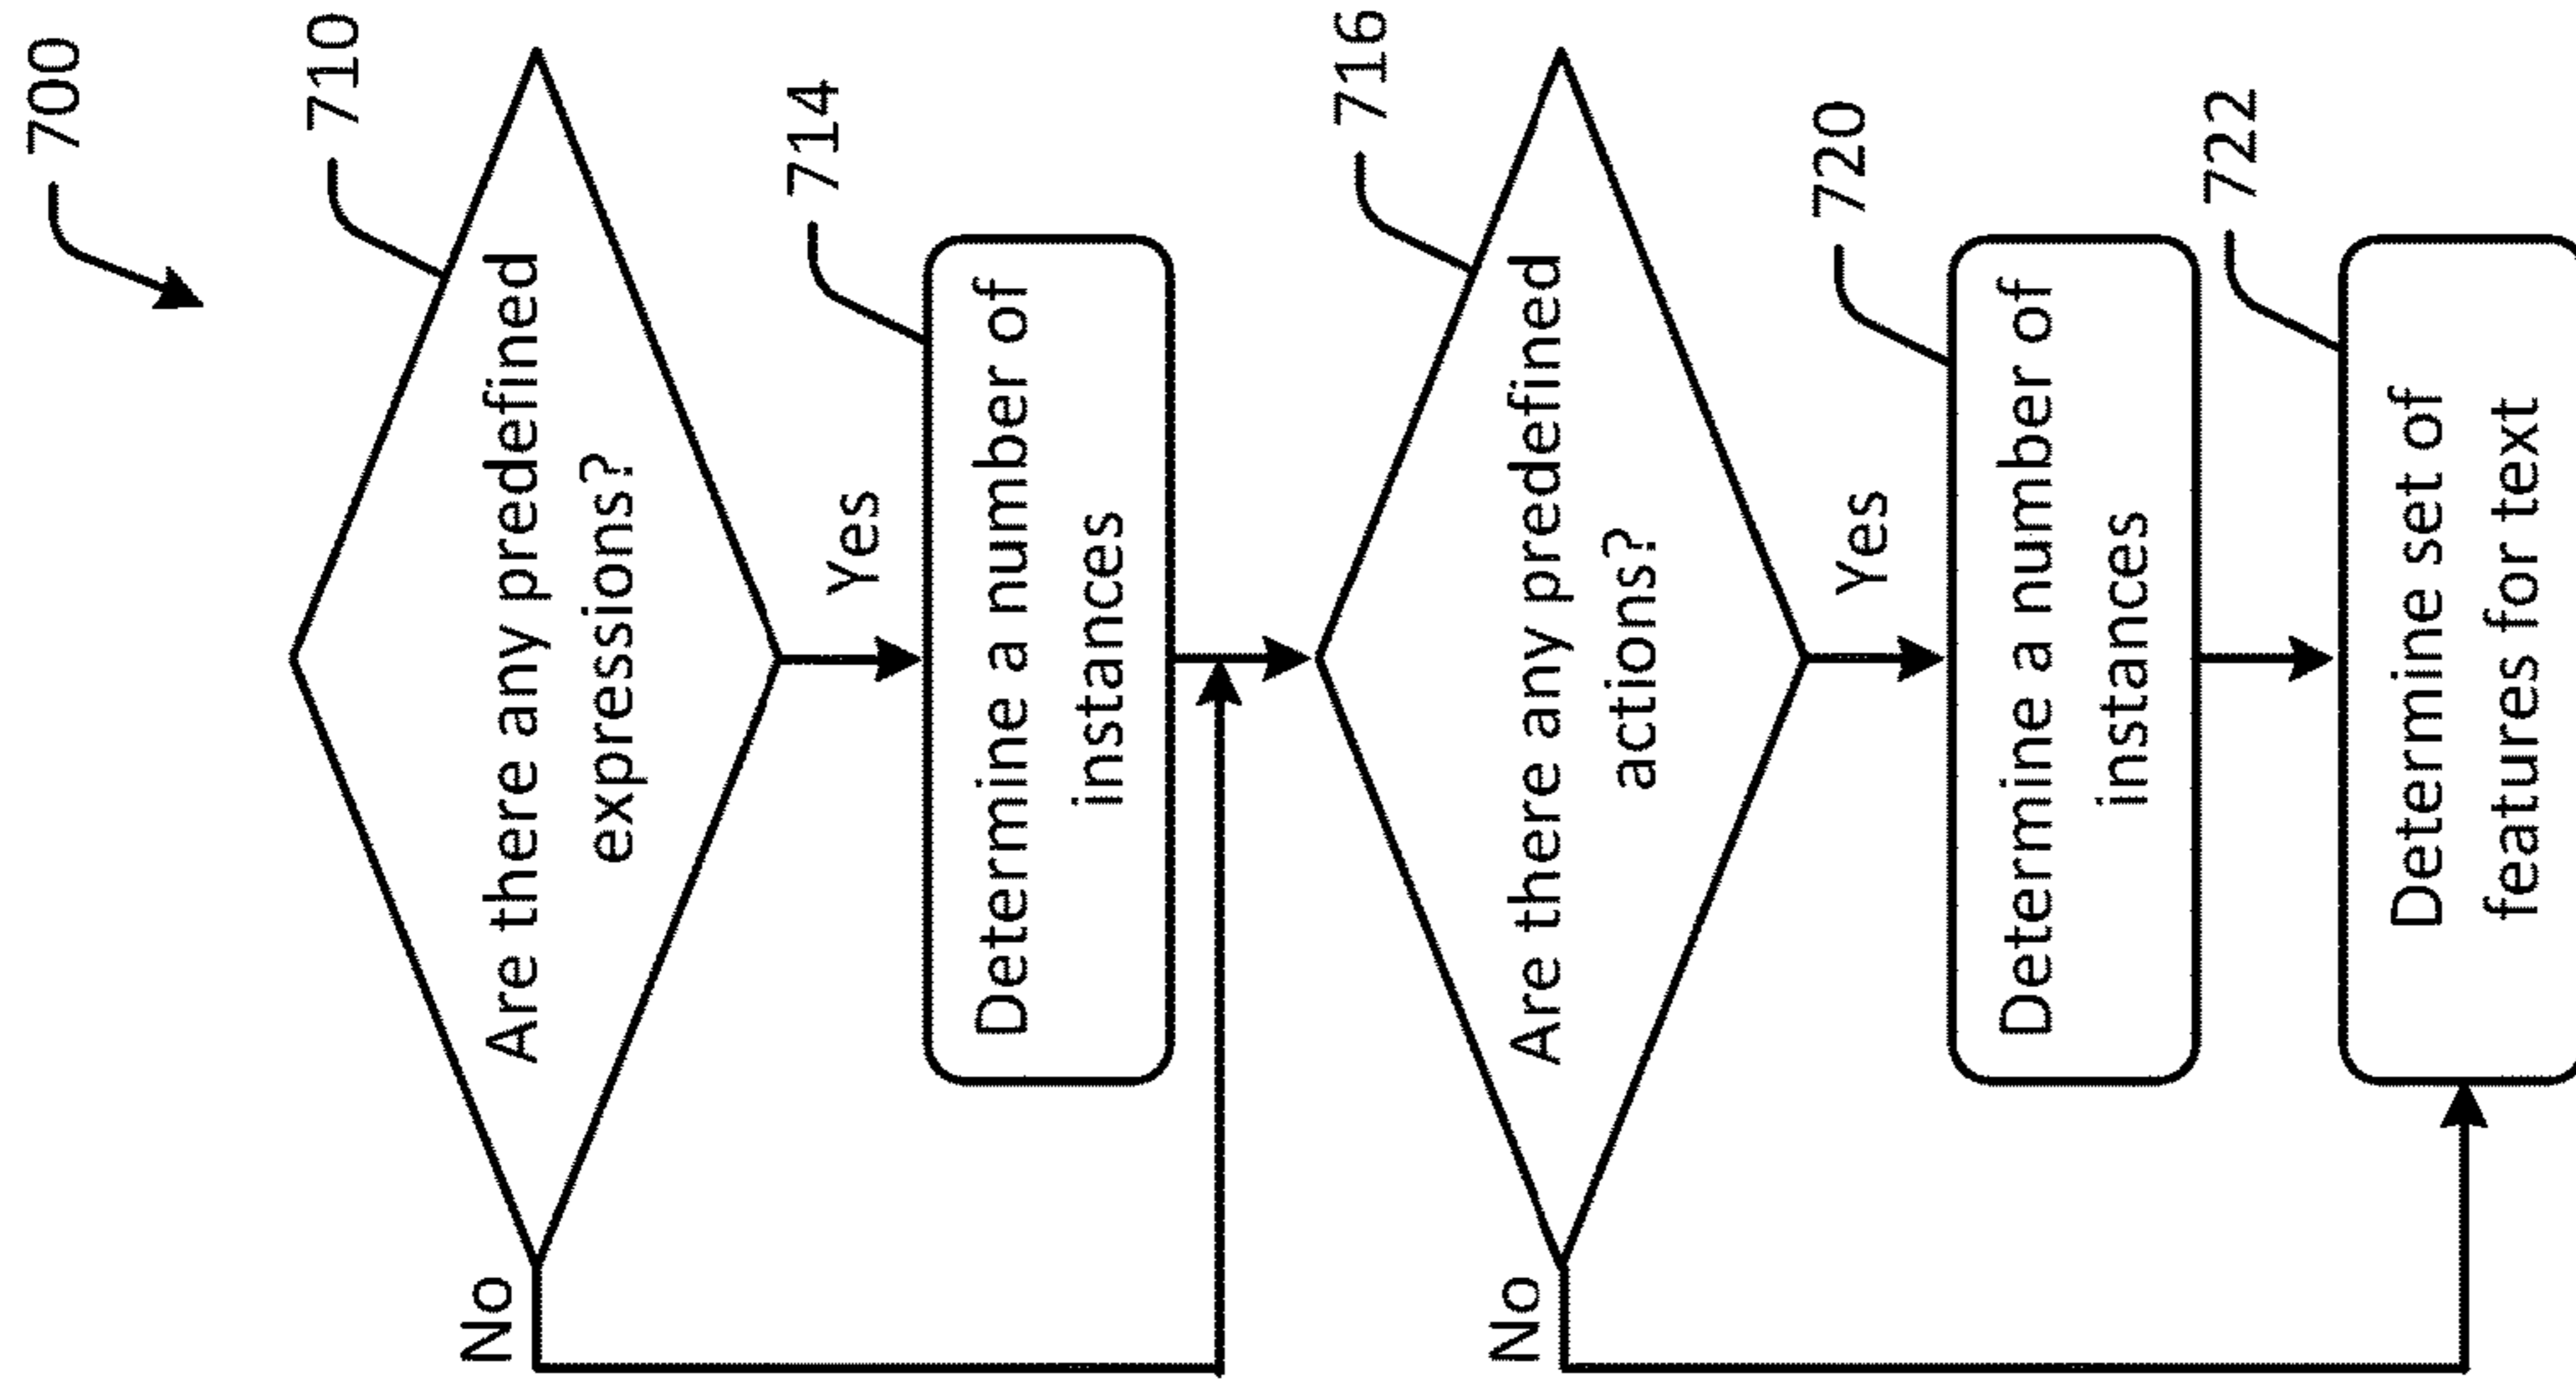 700
710
Are there any predefined
expressions?
No
Yes
714
Determine a number of
instances
716
Are there any predefined
actions?
No
Yes
720
Determine a number of
instances
722
Determine set of
features for text